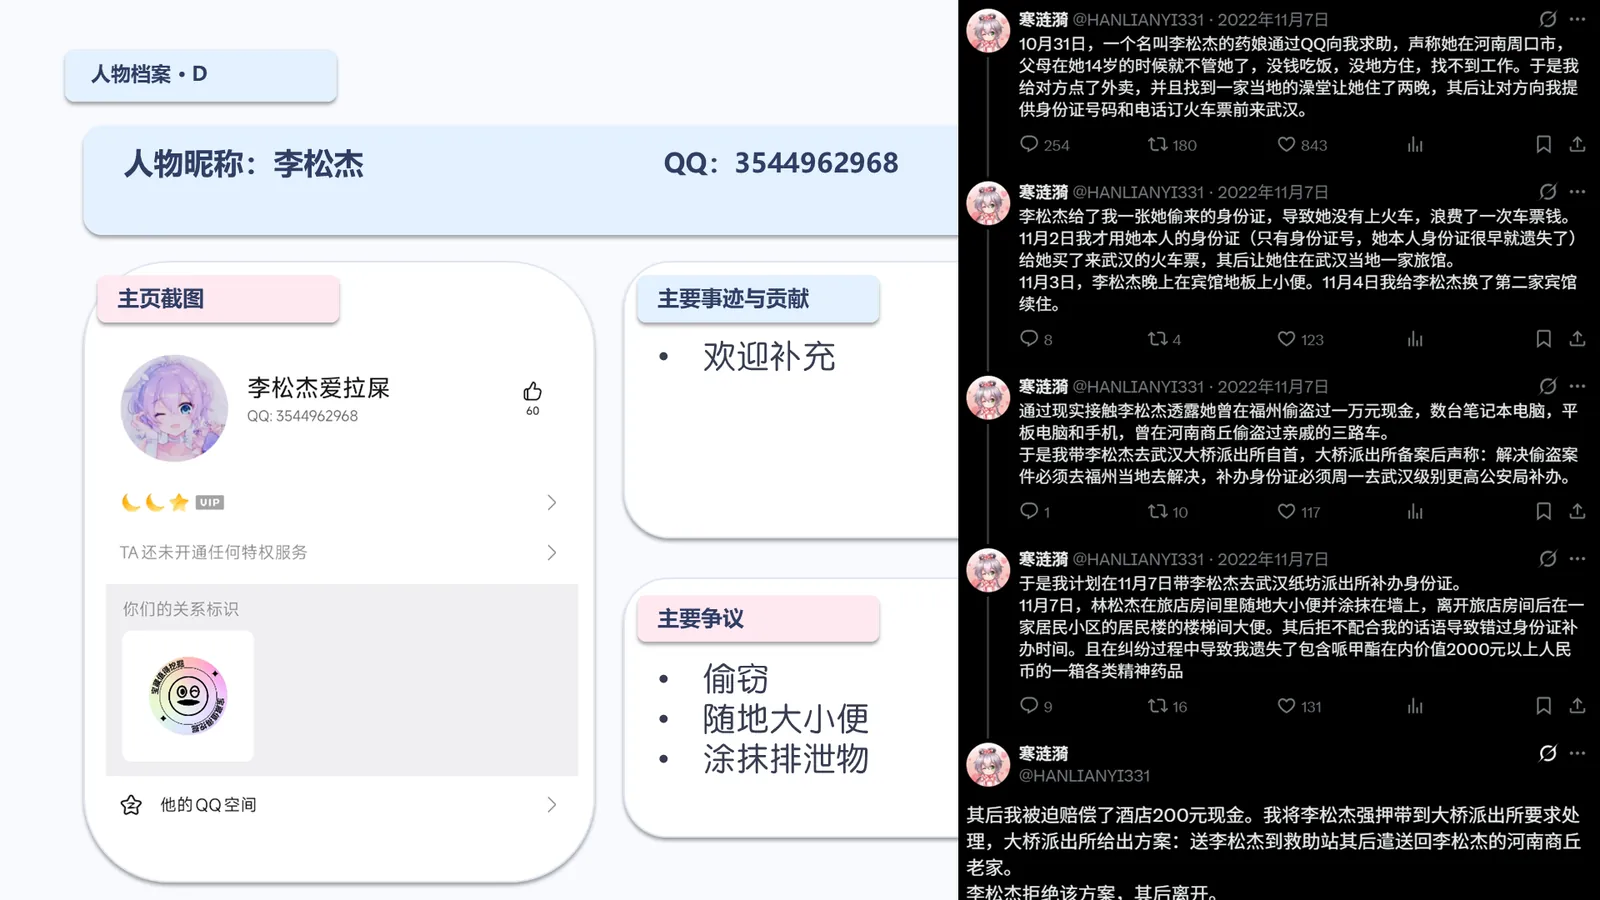 人物档案·D
人物昵称：李松杰
QQ：3544962968
主页截图
李松杰爱拉屎
QQ: 3544962968
60
VIP
TA还未开通任何特权服务
你们的关系标识
他的QQ空间
主要事迹与贡献
• 欢迎补充
主要争议
• 偷窃
• 随地大小便
• 涂抹排泄物
寒涟漪 @HANLIANYI331 · 2022年11月7日
10月31日，一个名叫李松杰的药娘通过QQ向我求助，声称她在河南周口市，
父母在她14岁的时候就不管她了，没钱吃饭，没地方住，找不到工作。于是我
给对方点了外卖，并且找到一家当地的澡堂让她住了两晚，其后让对方向我提
供身份证号码和电话订火车票前来武汉。
254 180 843
寒涟漪 @HANLIANYI331 · 2022年11月7日
李松杰给了我一张她偷来的身份证，导致她没有上火车，浪费了一次车票钱。
11月2日我才用她本人的身份证（只有身份证号，她本人身份证很早就遗失了）
给她买了来武汉的火车票，其后让她住在武汉当地一家旅馆。
11月3日，李松杰晚上在宾馆地板上小便。11月4日我给李松杰换了第二家宾馆
续住。
8 4 123
寒涟漪 @HANLIANYI331 · 2022年11月7日
通过现实接触李松杰透露她曾在福州偷盗过一万元现金，数台笔记本电脑，平
板电脑和手机，曾在河南商丘偷盗过亲戚的三路车。
于是我带李松杰去武汉大桥派出所自首，大桥派出所备案后声称：解决偷盗案
件必须去福州当地去解决，补办身份证必须周一去武汉级别更高公安局补办。
1 10 117
寒涟漪 @HANLIANYI331 · 2022年11月7日
于是我计划在11月7日带李松杰去武汉纸坊派出所补办身份证。
11月7日，林松杰在旅店房间里随地大小便并涂抹在墙上，离开旅店房间后在一
家居民小区的居民楼的楼梯间大便。其后拒不配合我的话语导致错过身份证补
办时间。且在纠纷过程中导致我遗失了包含哌甲酯在内价值2000元以上人民
币的一箱各类精神药品
9 16 131
寒涟漪
@HANLIANYI331
其后我被迫赔偿了酒店200元现金。我将李松杰强押带到大桥派出所要求处
理，大桥派出所给出方案：送李松杰到救助站其后遣送回李松杰的河南商丘
老家。
李松杰拒绝该方案，其后离开。